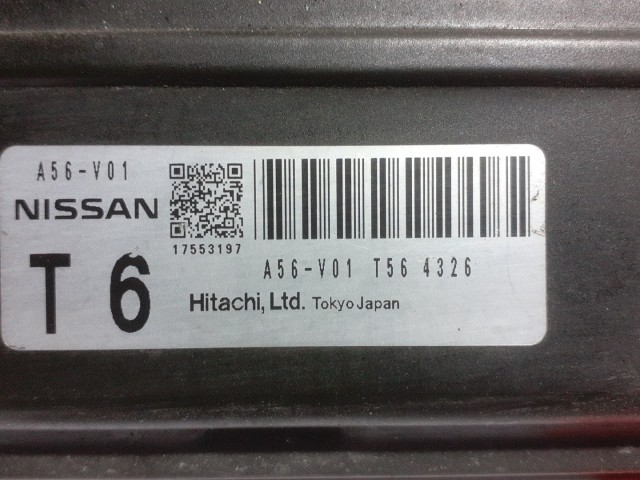 A56-V01
NISSAN
17553197
T 6
A56-V01 T56 4326
Hitachi, Ltd. Tokyo Japan